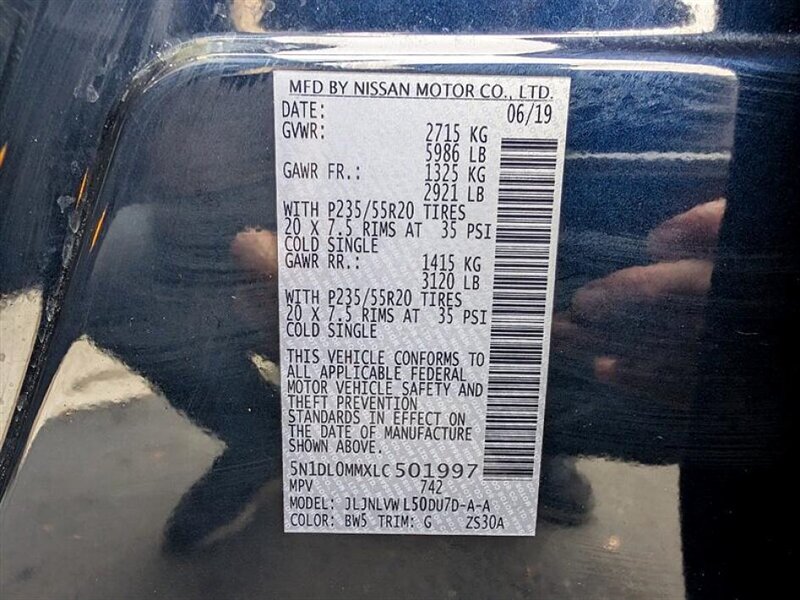 MFD BY NISSAN MOTOR CO., LTD.
DATE: 06/19
GVWR: 2715 KG
5986 LB
GAWR FR.: 1325 KG
2921 LB
WITH P235/55R20 TIRES
20 X 7.5 RIMS AT 35 PSI
COLD SINGLE
GAWR RR.: 1415 KG
3120 LB
WITH P235/55R20 TIRES
20 X 7.5 RIMS AT 35 PSI
COLD SINGLE
THIS VEHICLE CONFORMS TO
ALL APPLICABLE FEDERAL
MOTOR VEHICLE SAFETY AND
THEFT PREVENTION
STANDARDS IN EFFECT ON
THE DATE OF MANUFACTURE
SHOWN ABOVE.
5N1DL0MMXLC501997
MPV 742
MODEL: JLJNLVW L50DU7D-A-A
COLOR: BW5 TRIM: G ZS30A